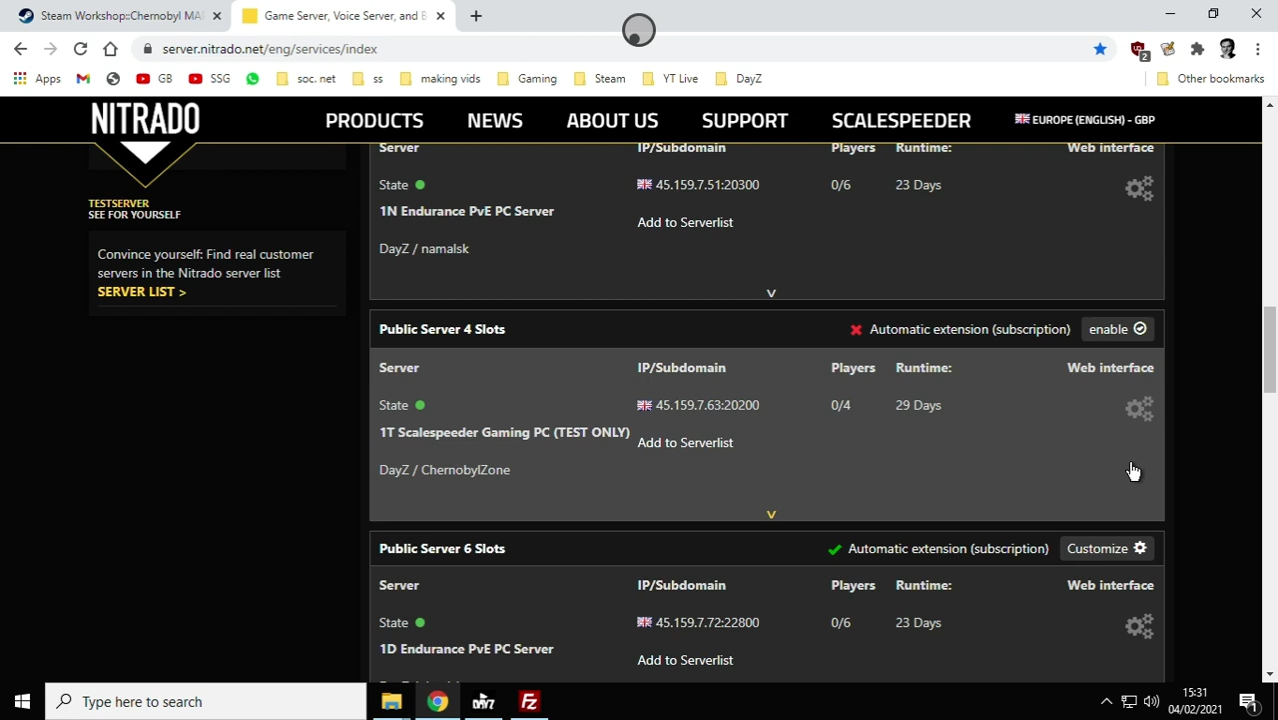 Steam Workshop::Chernobyl MAP
Game Server, Voice Server, and B
server.nitrado.net/eng/services/index
2
Apps
GB
SSG
soc. net
ss
making vids
Gaming
Steam
YT Live
DayZ
Other bookmarks
NITRADO
PRODUCTS
NEWS
ABOUT US
SUPPORT
SCALESPEEDER
EUROPE (ENGLISH) - GBP
TESTSERVER
SEE FOR YOURSELF
Convince yourself: Find real customer
servers in the Nitrado server list
SERVER LIST >
Server IP/Subdomain Players Runtime: Web interface
State 45.159.7.51:20300 0/6 23 Days
1N Endurance PvE PC Server
Add to Serverlist
DayZ / namalsk
Public Server 4 Slots
Automatic extension (subscription) enable
Server IP/Subdomain Players Runtime: Web interface
State 45.159.7.63:20200 0/4 29 Days
1T Scalespeeder Gaming PC (TEST ONLY)
Add to Serverlist
DayZ / ChernobylZone
Public Server 6 Slots
Automatic extension (subscription) Customize
Server IP/Subdomain Players Runtime: Web interface
State 45.159.7.72:22800 0/6 23 Days
1D Endurance PvE PC Server
Add to Serverlist
Type here to search
15:31
04/02/2021
1